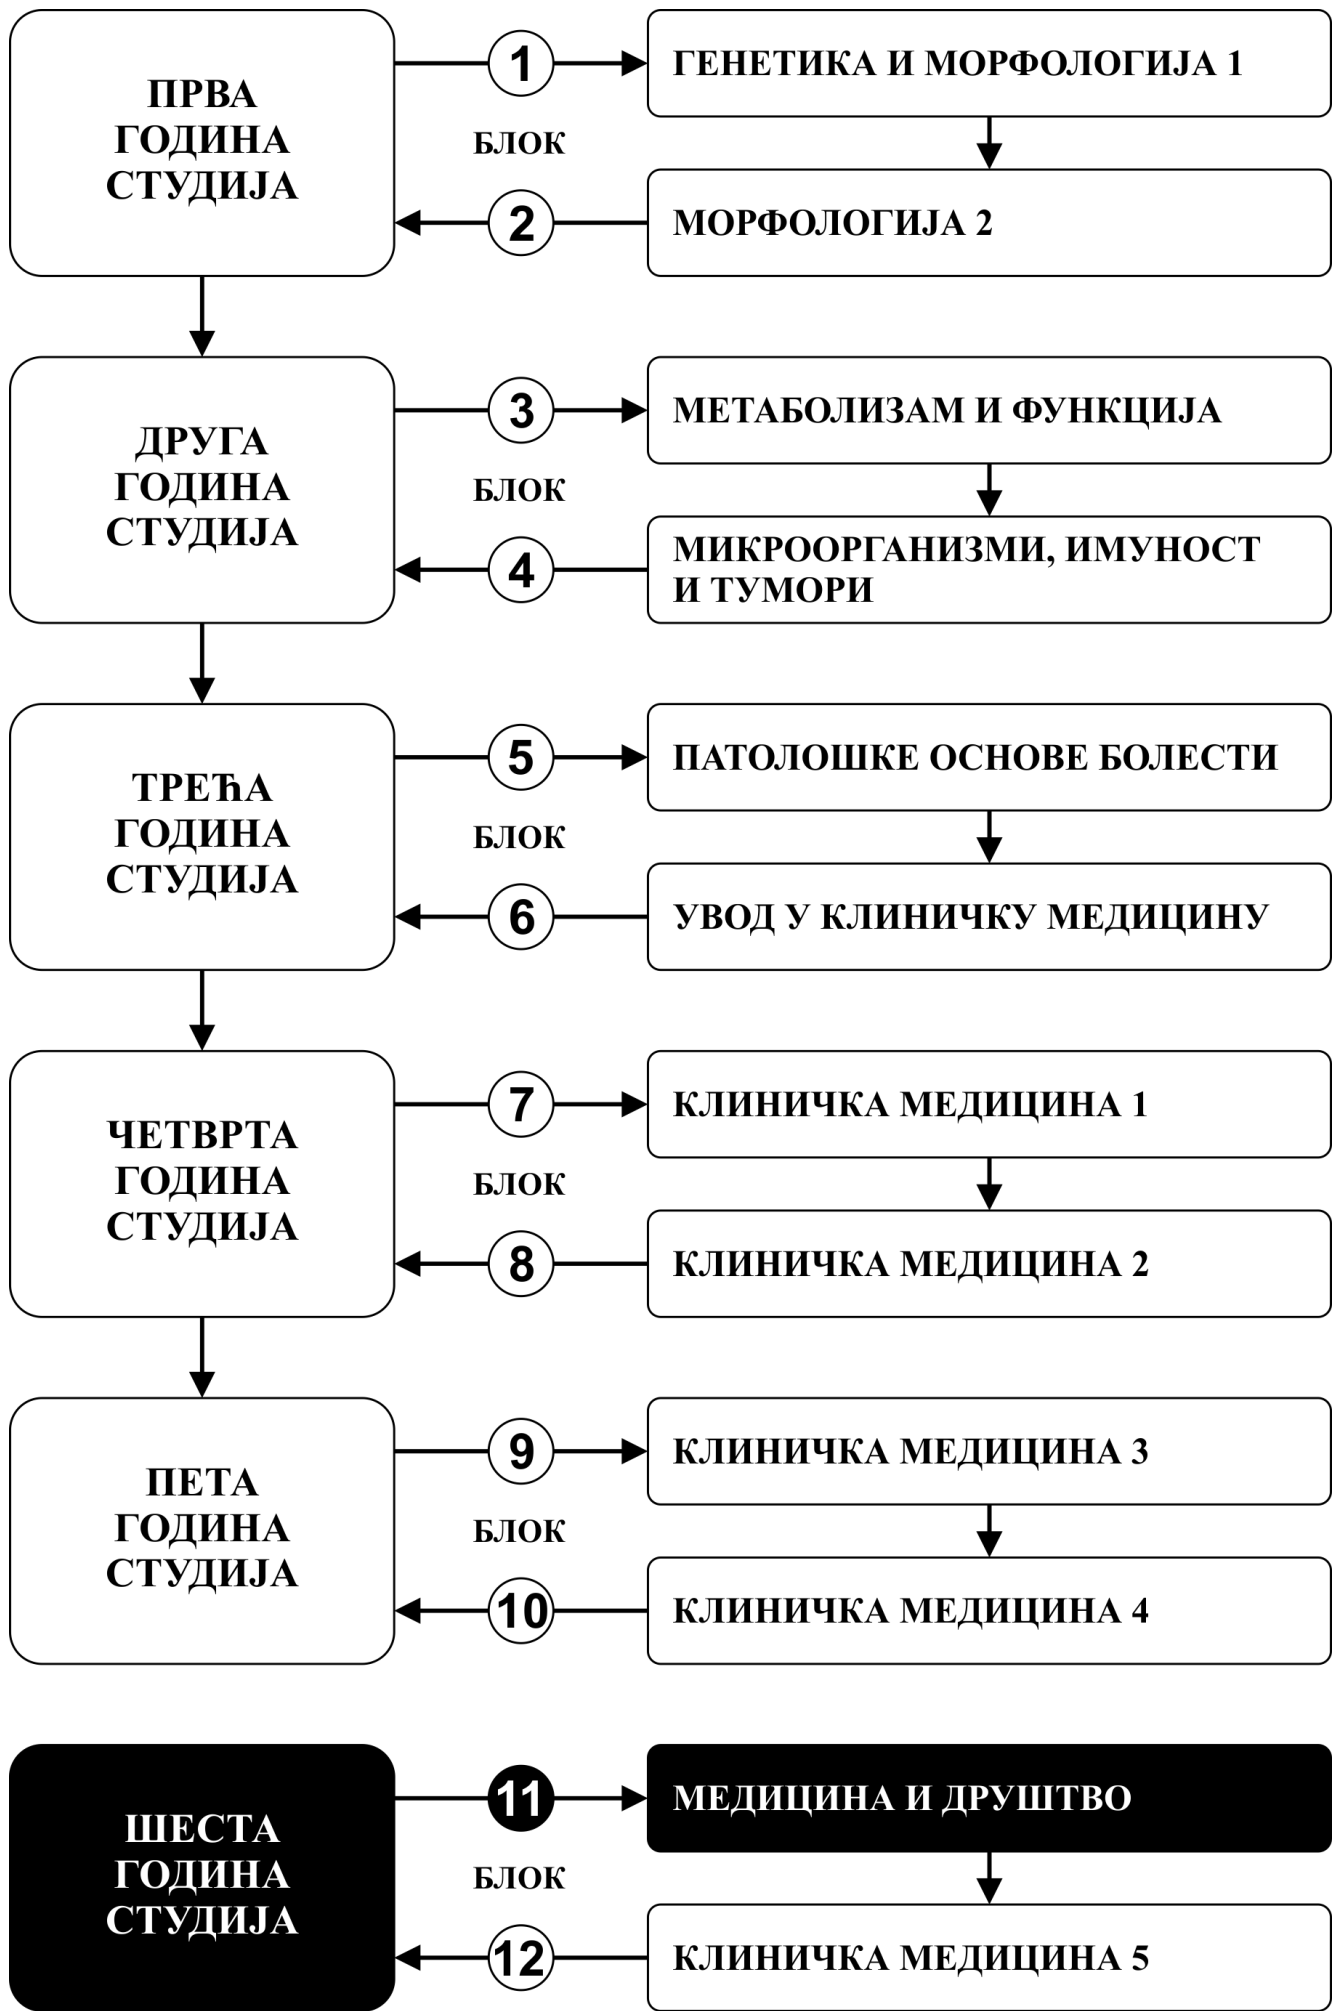 ПРВА
ГОДИНА
СТУДИЈА
1
ГЕНЕТИКА И МОРФОЛОГИЈА 1
БЛОК
2
МОРФОЛОГИЈА 2
ДРУГА
ГОДИНА
СТУДИЈА
3
МЕТАБОЛИЗАМ И ФУНКЦИЈА
БЛОК
4
МИКРООРГАНИЗМИ, ИМУНОСТ
И ТУМОРИ
ТРЕЋА
ГОДИНА
СТУДИЈА
5
ПАТОЛОШКЕ ОСНОВЕ БОЛЕСТИ
БЛОК
6
УВОД У КЛИНИЧКУ МЕДИЦИНУ
ЧЕТВРТА
ГОДИНА
СТУДИЈА
7
КЛИНИЧКА МЕДИЦИНА 1
БЛОК
8
КЛИНИЧКА МЕДИЦИНА 2
ПЕТА
ГОДИНА
СТУДИЈА
9
КЛИНИЧКА МЕДИЦИНА 3
БЛОК
10
КЛИНИЧКА МЕДИЦИНА 4
ШЕСТА
ГОДИНА
СТУДИЈА
11
МЕДИЦИНА И ДРУШТВО
БЛОК
12
КЛИНИЧКА МЕДИЦИНА 5